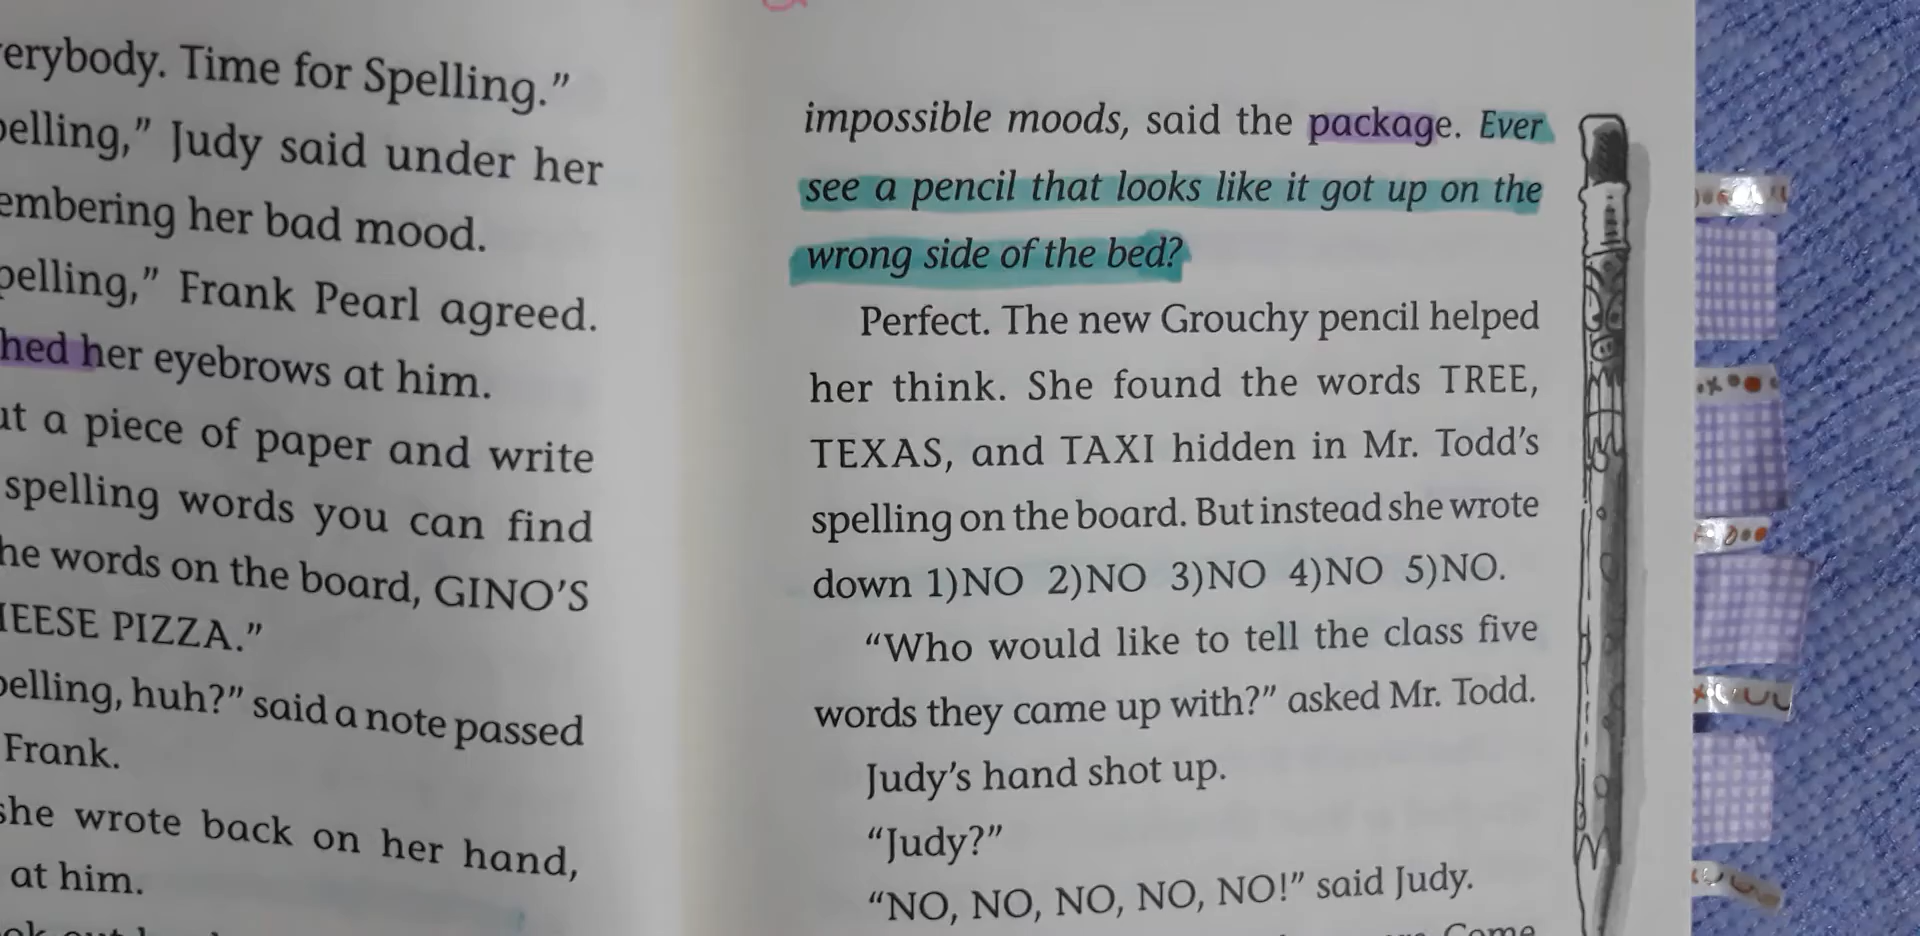 erybody. Time for Spelling.”
pelling,” Judy said under her
embering her bad mood.
pelling,” Frank Pearl agreed.
hed her eyebrows at him.
ut a piece of paper and write
spelling words you can find
he words on the board, GINO’S
HEESE PIZZA.”
pelling, huh?” said a note passed
Frank.
she wrote back on her hand,
at him.
impossible moods, said the package. Ever
see a pencil that looks like it got up on the
wrong side of the bed?
Perfect. The new Grouchy pencil helped
her think. She found the words TREE,
TEXAS, and TAXI hidden in Mr. Todd’s
spelling on the board. But instead she wrote
down 1)NO 2)NO 3)NO 4)NO 5)NO.
“Who would like to tell the class five
words they came up with?” asked Mr. Todd.
Judy’s hand shot up.
“Judy?”
“NO, NO, NO, NO, NO!” said Judy.
Come